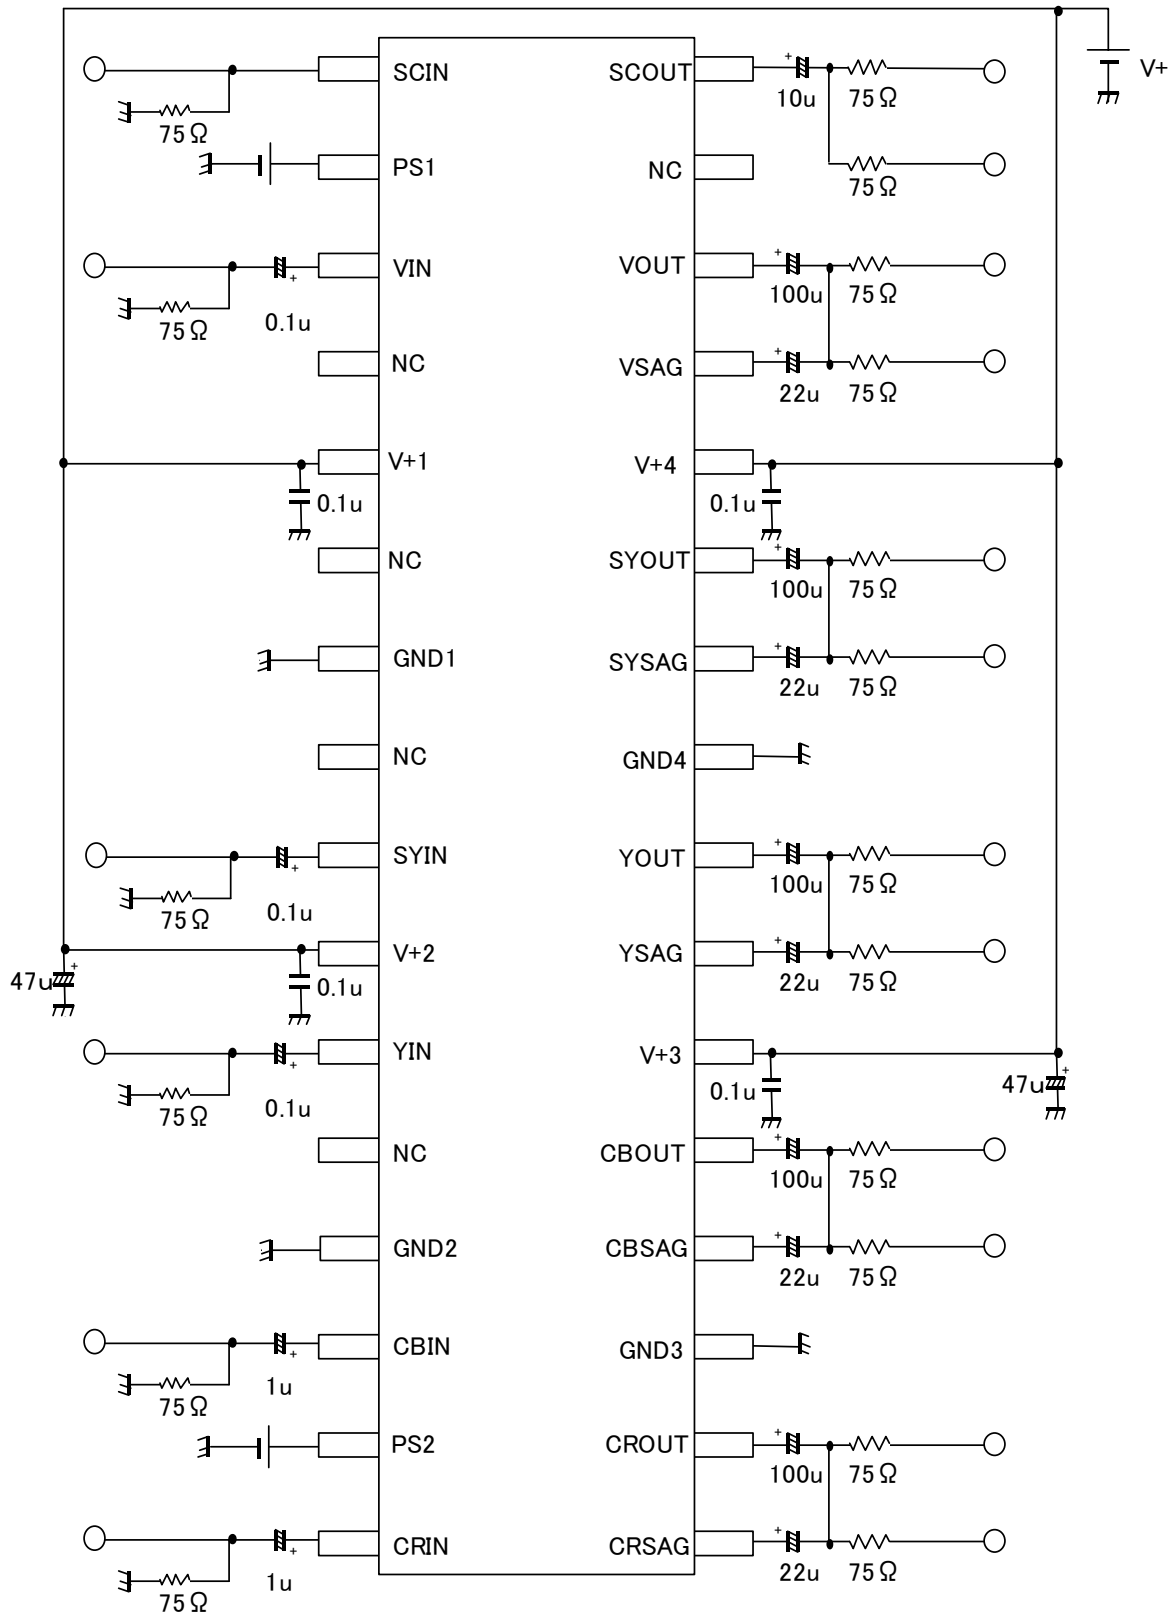 V+
SCIN SCOUT
10u 75Ω
75Ω
PS1 NC
75Ω
VIN VOUT
75Ω 0.1u 100u 75Ω
NC VSAG
22u 75Ω
V+1 V+4
0.1u 0.1u
NC SYOUT
100u 75Ω
GND1 SYSAG
22u 75Ω
NC GND4
SYIN YOUT
75Ω 0.1u 100u 75Ω
V+2 YSAG
47u 0.1u 22u 75Ω
YIN V+3
75Ω 0.1u 0.1u 47u
NC CBOUT
100u 75Ω
GND2 CBSAG
22u 75Ω
CBIN GND3
75Ω 1u
PS2 CROUT
100u 75Ω
CRIN CRSAG
75Ω 1u 22u 75Ω